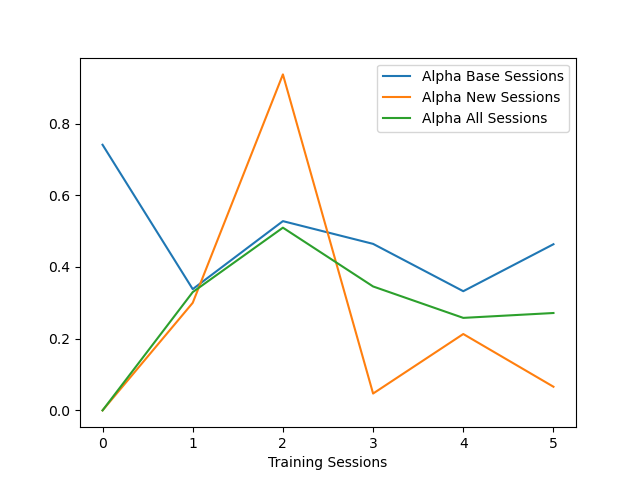 Alpha Base Sessions
Alpha New Sessions
Alpha All Sessions
0.8
0.6
0.4
0.2
0.0
0 1 2 3 4 5
Training Sessions